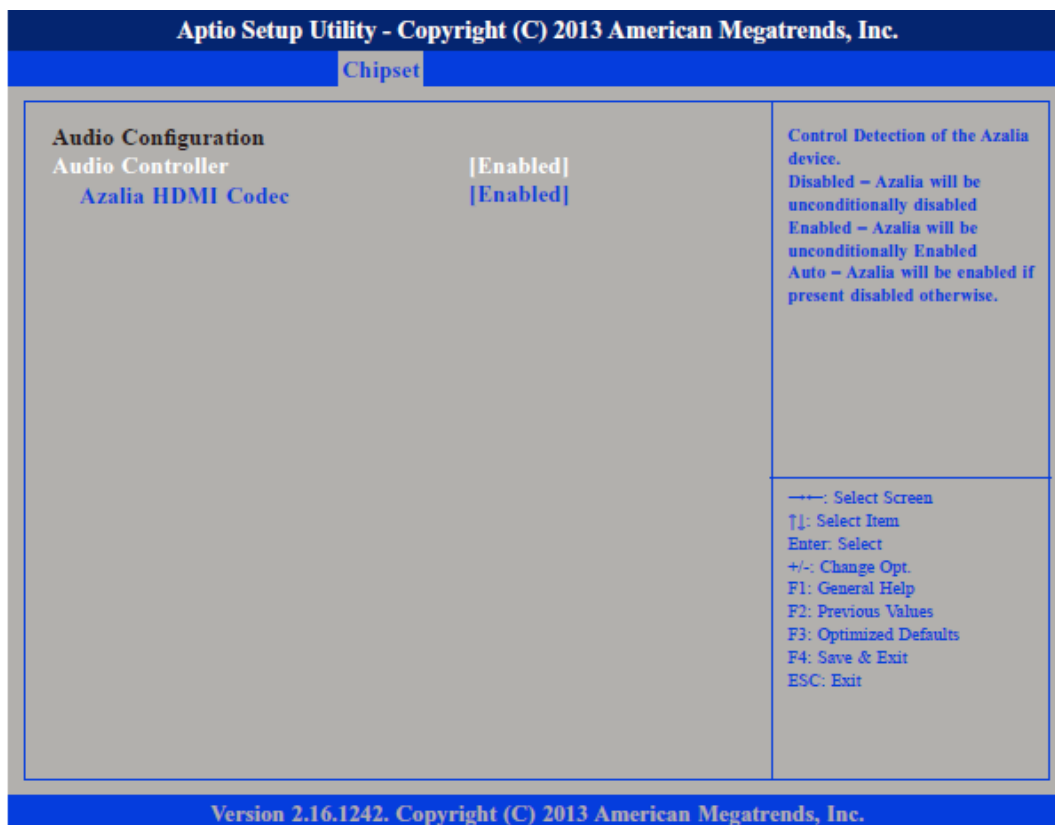 Aptio Setup Utility - Copyright (C) 2013 American Megatrends, Inc.
Chipset
Audio Configuration
Audio Controller [Enabled]
Azalia HDMI Codec [Enabled]
Control Detection of the Azalia
device.
Disabled – Azalia will be
unconditionally disabled
Enabled – Azalia will be
unconditionally Enabled
Auto – Azalia will be enabled if
present disabled otherwise.
→←: Select Screen
↑↓: Select Item
Enter: Select
+/-: Change Opt.
F1: General Help
F2: Previous Values
F3: Optimized Defaults
F4: Save & Exit
ESC: Exit
Version 2.16.1242. Copyright (C) 2013 American Megatrends, Inc.